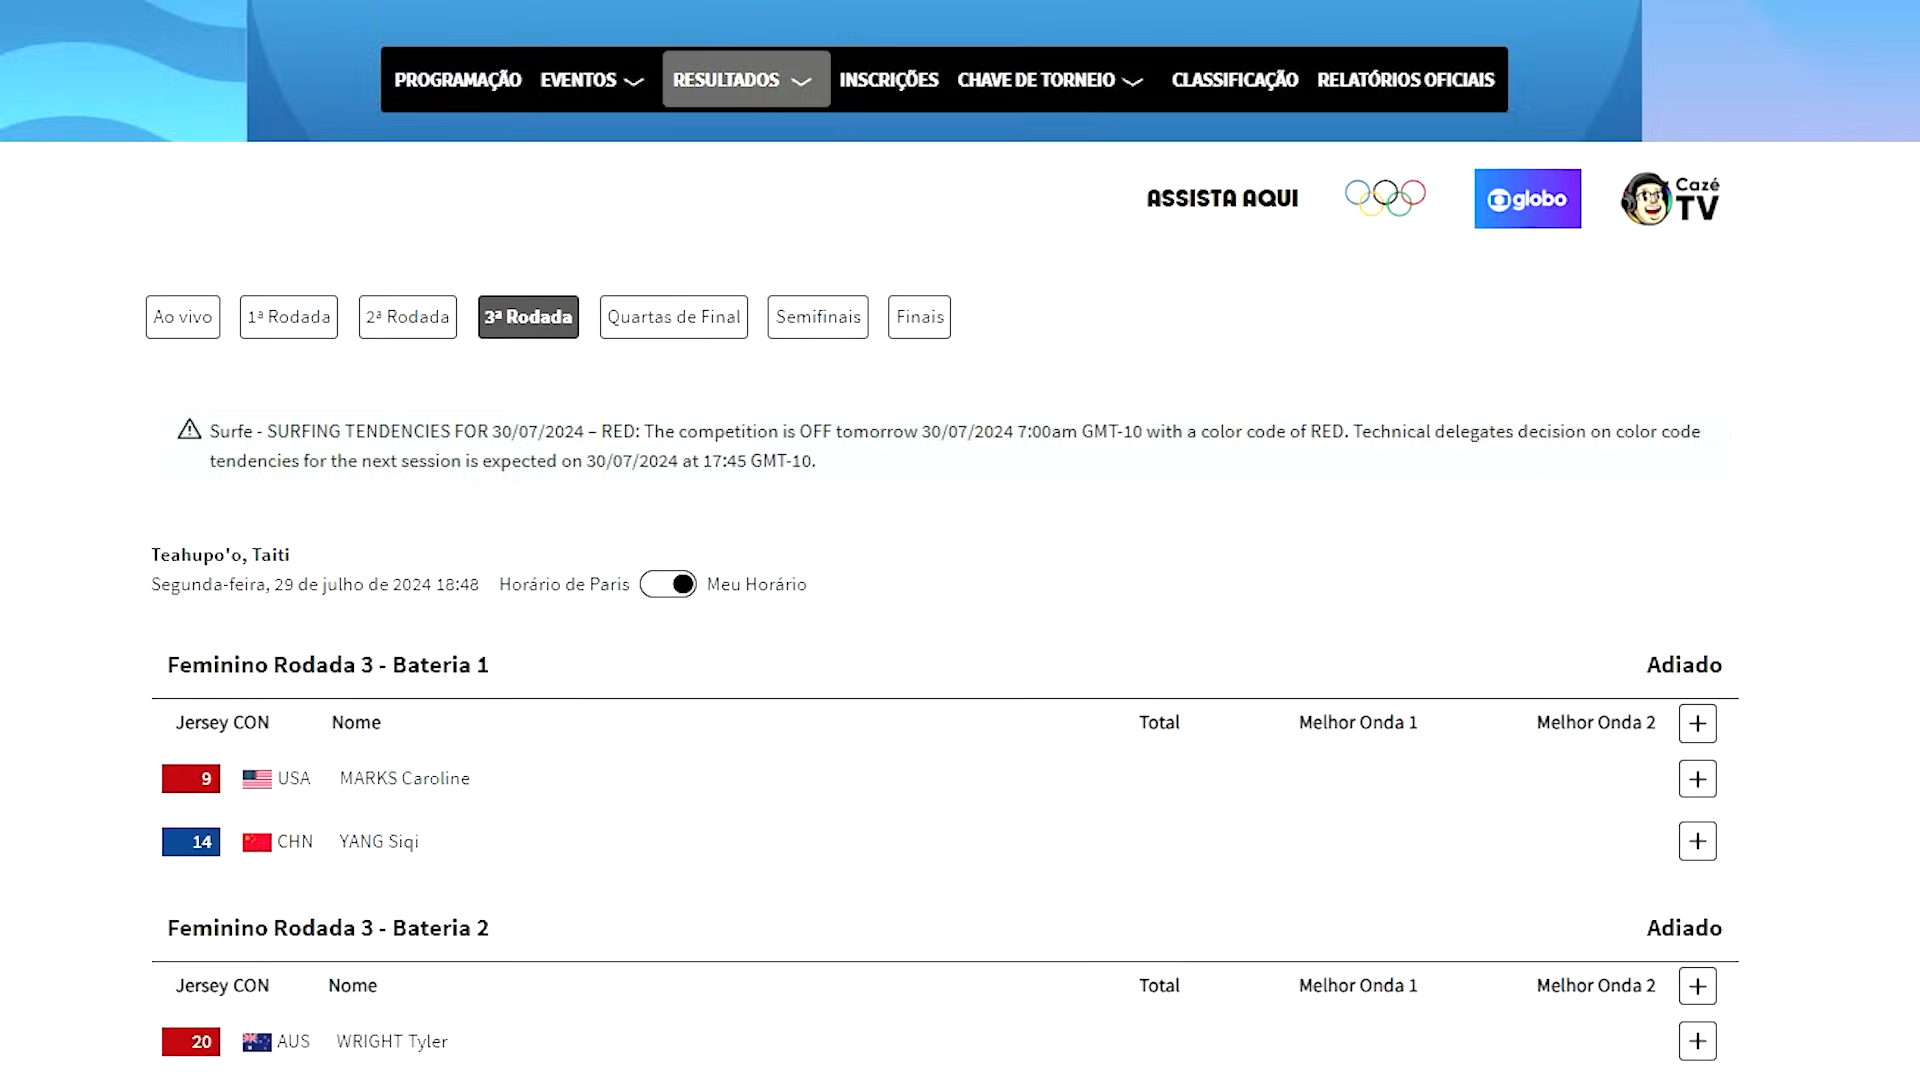 PROGRAMAÇÃO EVENTOS RESULTADOS INSCRIÇÕES CHAVE DE TORNEIO CLASSIFICAÇÃO RELATÓRIOS OFICIAIS
ASSISTA AQUI globo Cazé TV
Ao vivo 1ª Rodada 2ª Rodada 3ª Rodada Quartas de Final Semifinais Finais
Surfe - SURFING TENDENCIES FOR 30/07/2024 – RED: The competition is OFF tomorrow 30/07/2024 7:00am GMT-10 with a color code of RED. Technical delegates decision on color code
tendencies for the next session is expected on 30/07/2024 at 17:45 GMT-10.
Teahupo'o, Taiti
Segunda-feira, 29 de julho de 2024 18:48 Horário de Paris Meu Horário
Feminino Rodada 3 - Bateria 1 Adiado
Jersey CON Nome Total Melhor Onda 1 Melhor Onda 2 +
9 USA MARKS Caroline +
14 CHN YANG Siqi +
Feminino Rodada 3 - Bateria 2 Adiado
Jersey CON Nome Total Melhor Onda 1 Melhor Onda 2 +
20 AUS WRIGHT Tyler +